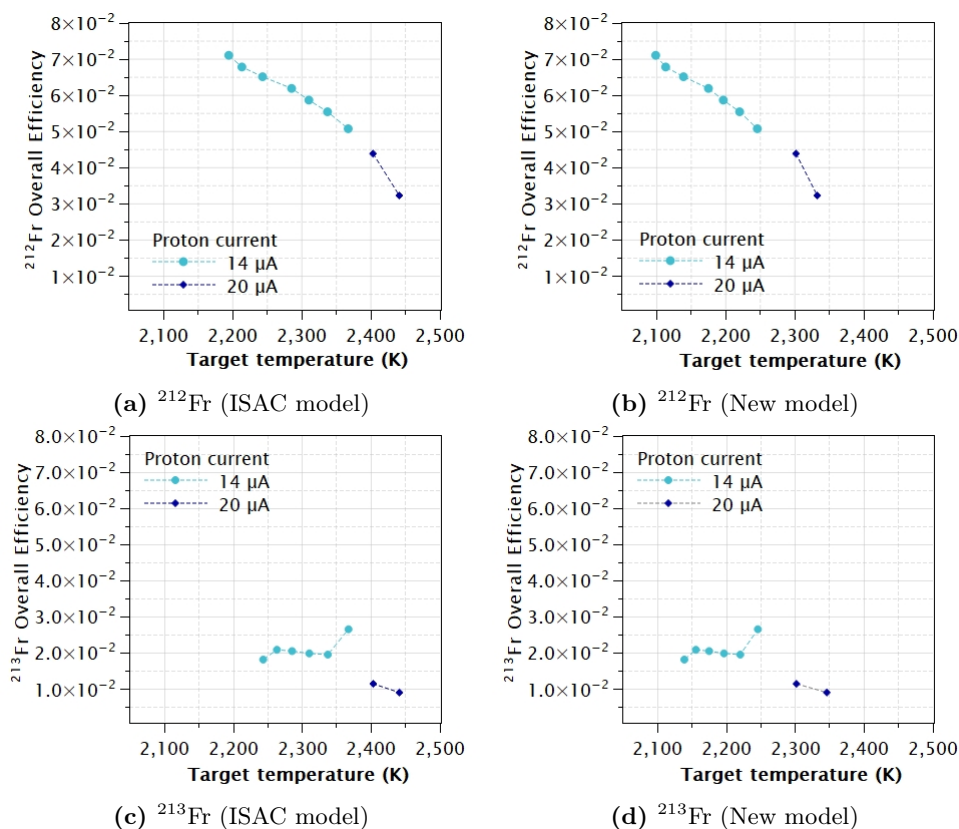 8×10⁻²
7×10⁻²
6×10⁻²
5×10⁻²
4×10⁻²
3×10⁻²
2×10⁻²
1×10⁻²
²¹²Fr Overall Efficiency
Proton current
14 µA
20 µA
2,100 2,200 2,300 2,400 2,500
Target temperature (K)
(a) ²¹²Fr (ISAC model)
8×10⁻²
7×10⁻²
6×10⁻²
5×10⁻²
4×10⁻²
3×10⁻²
2×10⁻²
1×10⁻²
²¹²Fr Overall Efficiency
Proton current
14 µA
20 µA
2,100 2,200 2,300 2,400 2,500
Target temperature (K)
(b) ²¹²Fr (New model)
8.0×10⁻²
7.0×10⁻²
6.0×10⁻²
5.0×10⁻²
4.0×10⁻²
3.0×10⁻²
2.0×10⁻²
1.0×10⁻²
²¹³Fr Overall Efficiency
Proton current
14 µA
20 µA
2,100 2,200 2,300 2,400 2,500
Target temperature (K)
(c) ²¹³Fr (ISAC model)
8.0×10⁻²
7.0×10⁻²
6.0×10⁻²
5.0×10⁻²
4.0×10⁻²
3.0×10⁻²
2.0×10⁻²
1.0×10⁻²
²¹³Fr Overall Efficiency
Proton current
14 µA
20 µA
2,100 2,200 2,300 2,400 2,500
Target temperature (K)
(d) ²¹³Fr (New model)